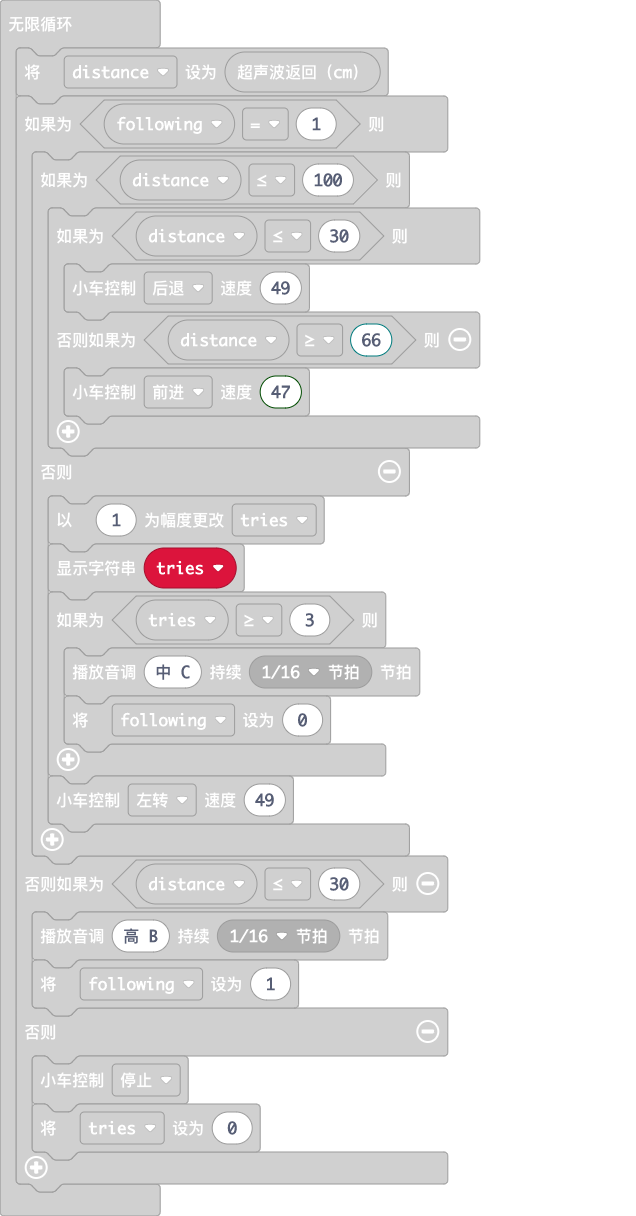 无限循环
将 distance 设为 超声波返回（cm）
如果为 following = 1 则
如果为 distance ≤ 100 则
如果为 distance ≤ 30 则
小车控制 后退 速度 49
否则如果为 distance ≥ 66 则
小车控制 前进 速度 47
否则
以 1 为幅度更改 tries
显示字符串 tries
如果为 tries ≥ 3 则
播放音调 中 C 持续 1/16 节拍 节拍
将 following 设为 0
小车控制 左转 速度 49
否则如果为 distance ≤ 30 则
播放音调 高 B 持续 1/16 节拍 节拍
将 following 设为 1
否则
小车控制 停止
将 tries 设为 0